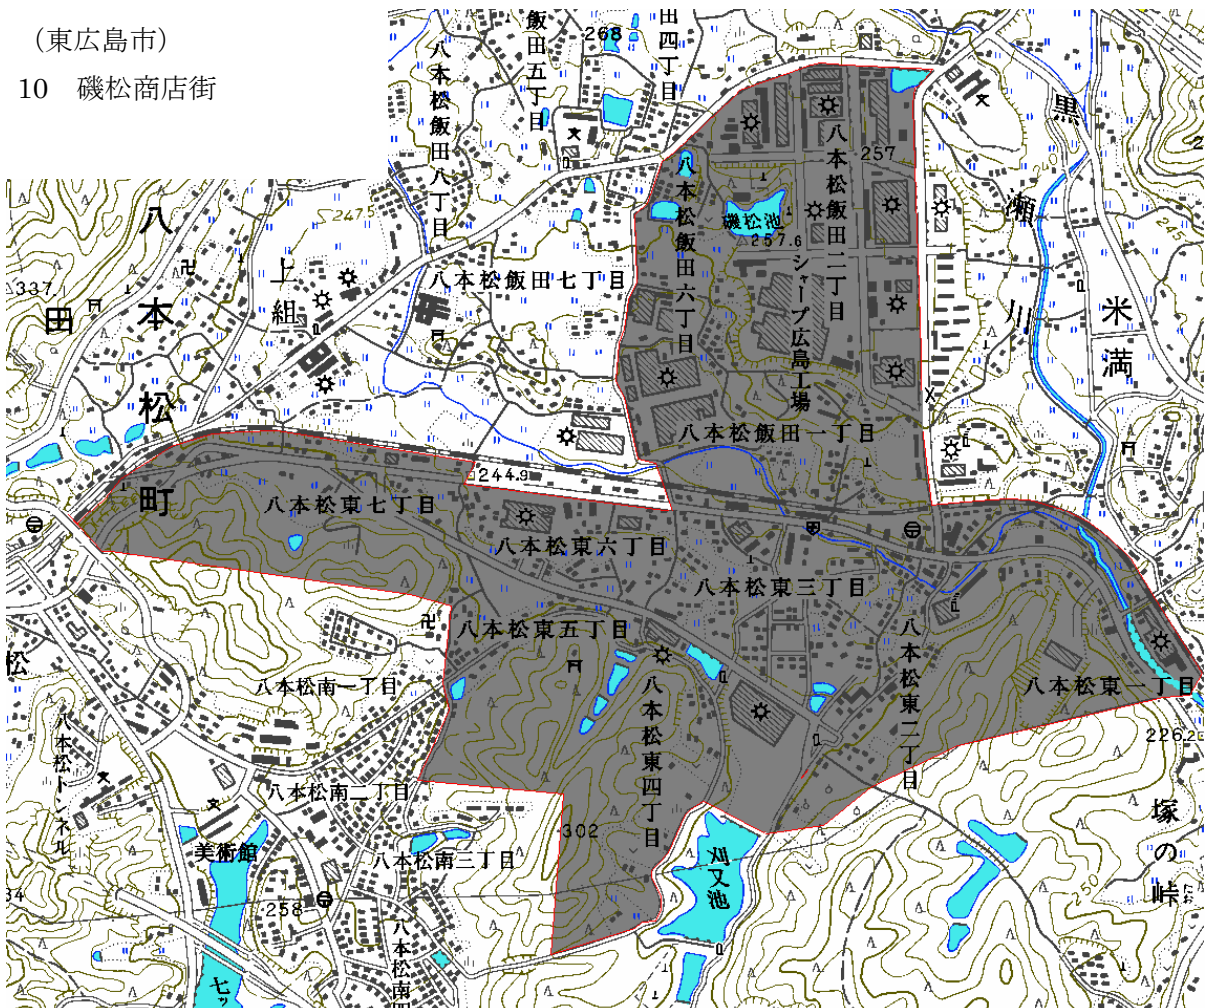 （東広島市）
10　磯松商店街
飯田五丁目
268
田四丁目
八本松飯田八丁目
247.5
八本松町
上組
337.
田
八本松飯田七丁目
八本松飯田六丁目
磯松池
257.6
257
八本松飯田二丁目
シャープ広島工場
八本松飯田一丁目
黒瀬川
米満
244.9
八本松東七丁目
八本松東六丁目
八本松東三丁目
八本松東五丁目
八本松東四丁目
八本松東二丁目
八本松東一丁目
226.2
松
八本松南一丁目
八本松トンネル
八本松南二丁目
美術館
八本松南三丁目
302
258
刈又池
塚の峠
八本松南四
七ッ